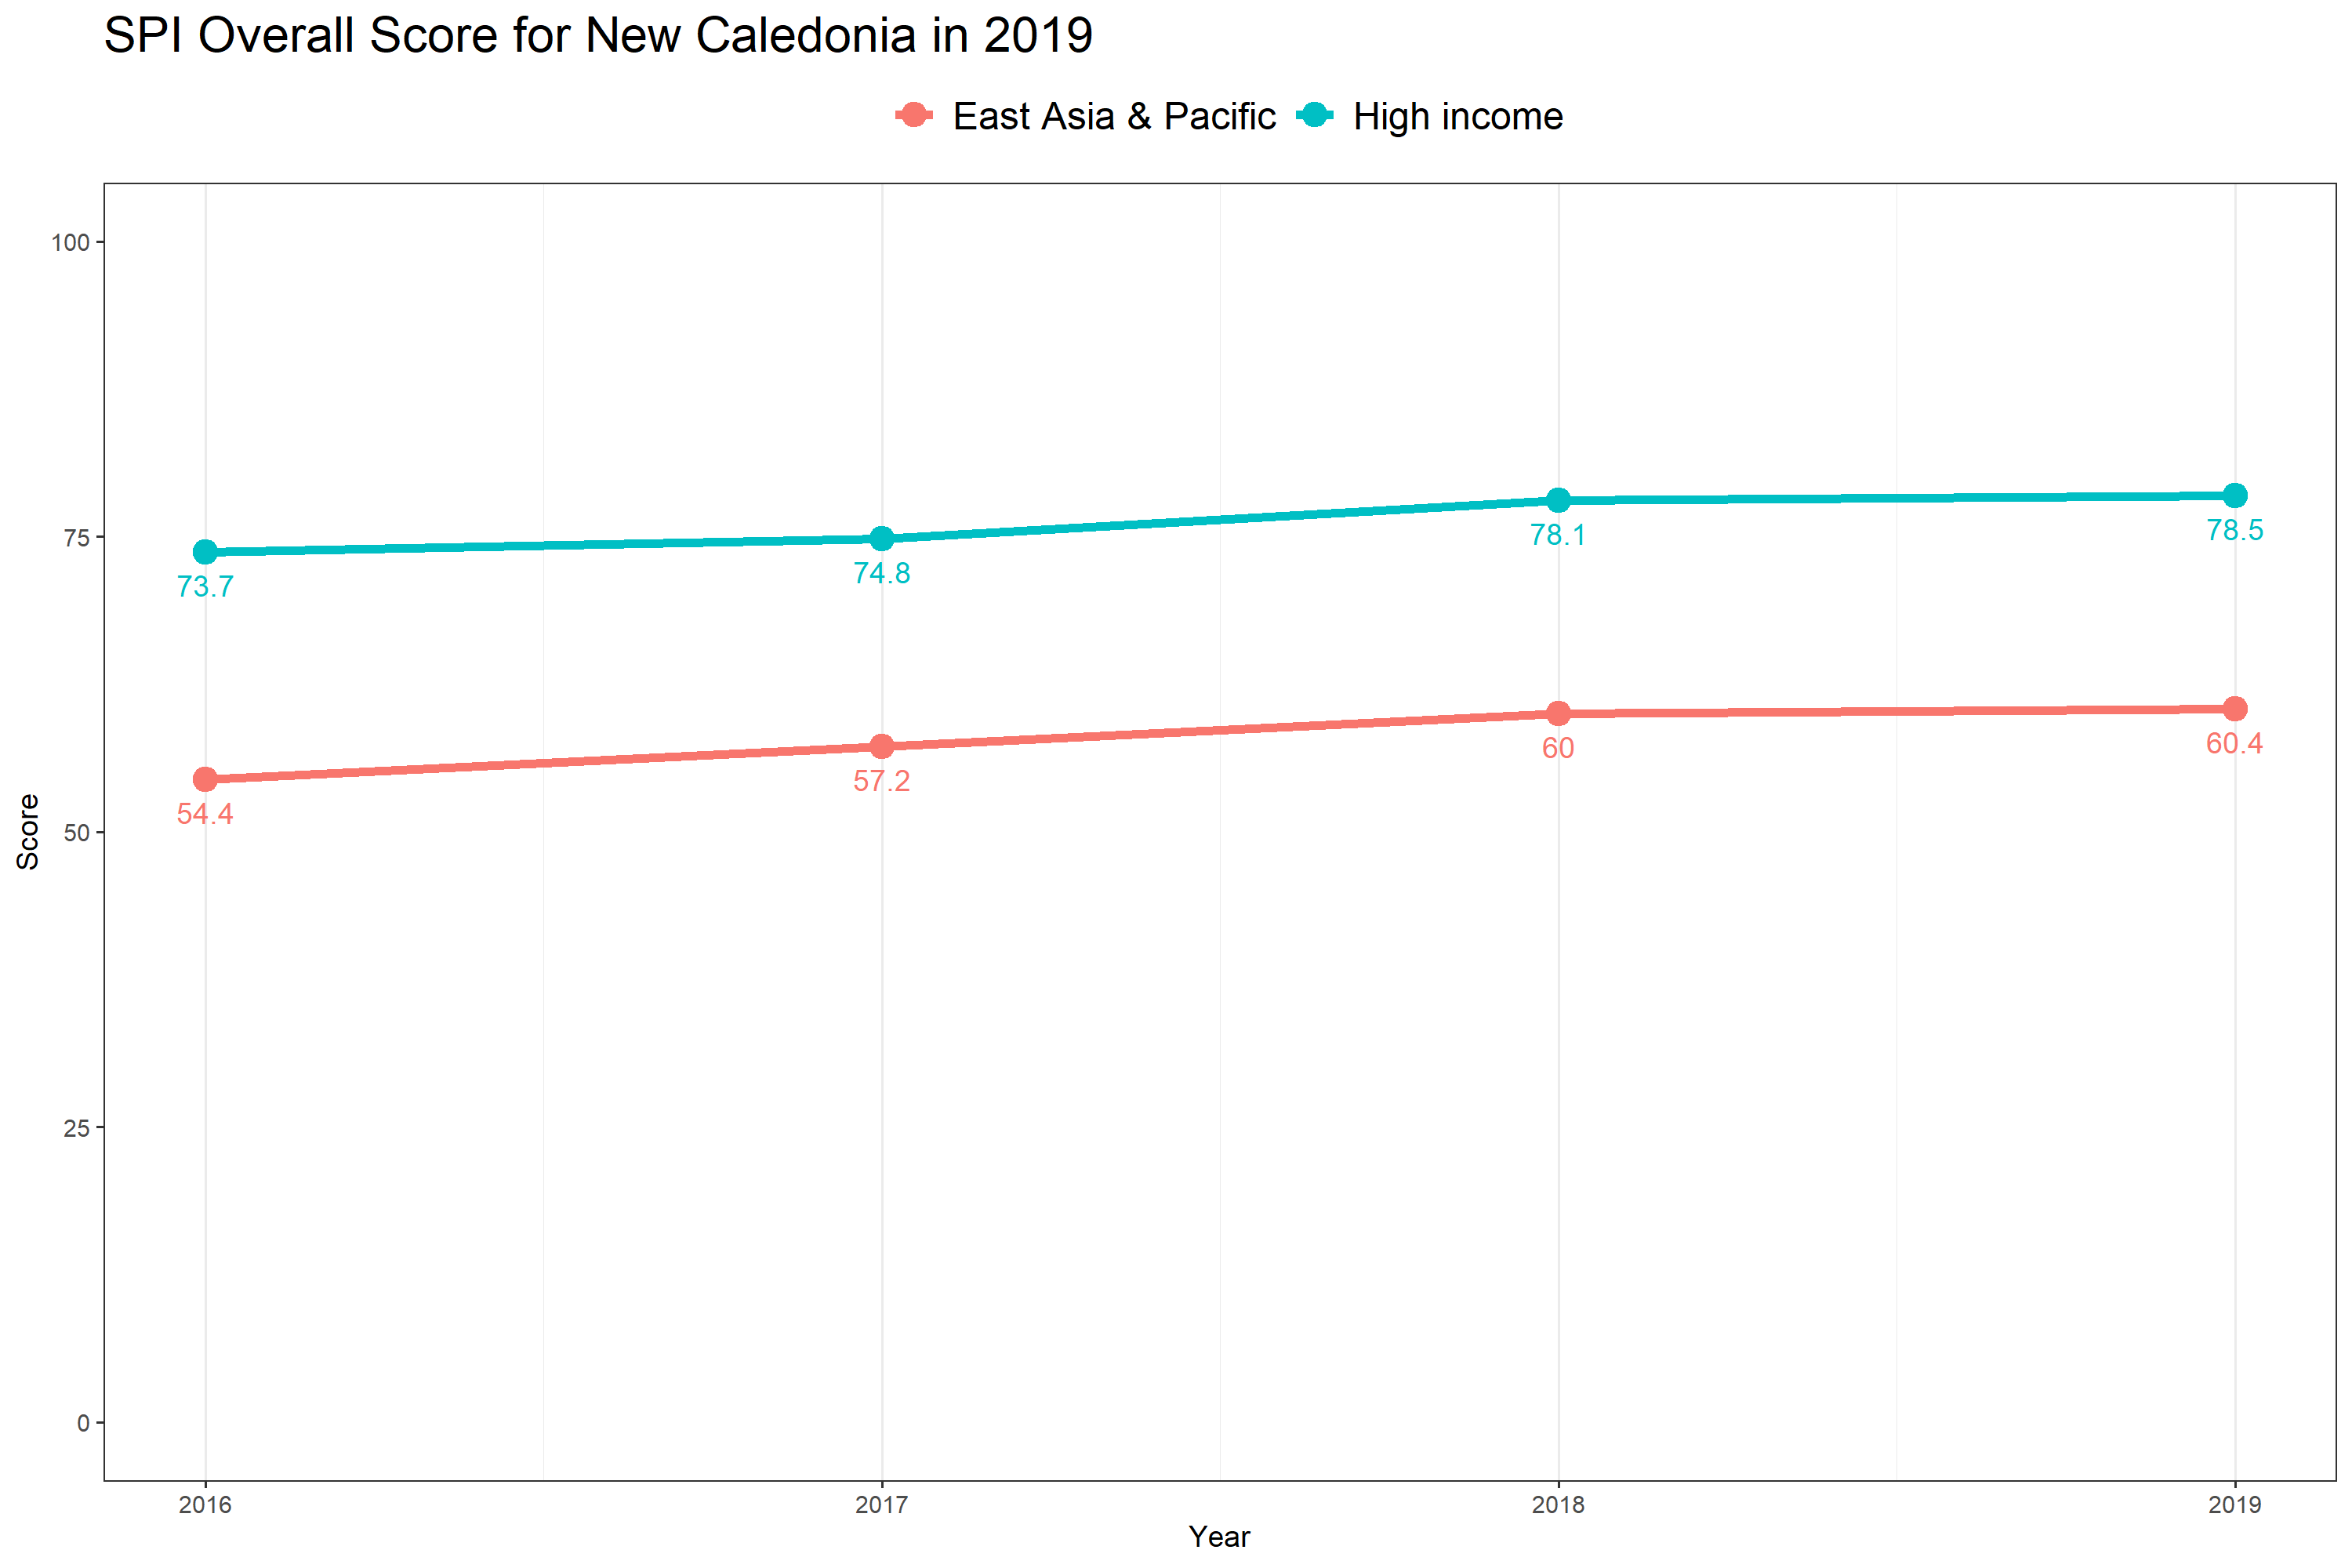 SPI Overall Score for New Caledonia in 2019
East Asia & Pacific High income
100
75
50
25
0
Score
73.7 74.8 78.1 78.5
54.4 57.2 60 60.4
2016 2017 2018 2019
Year